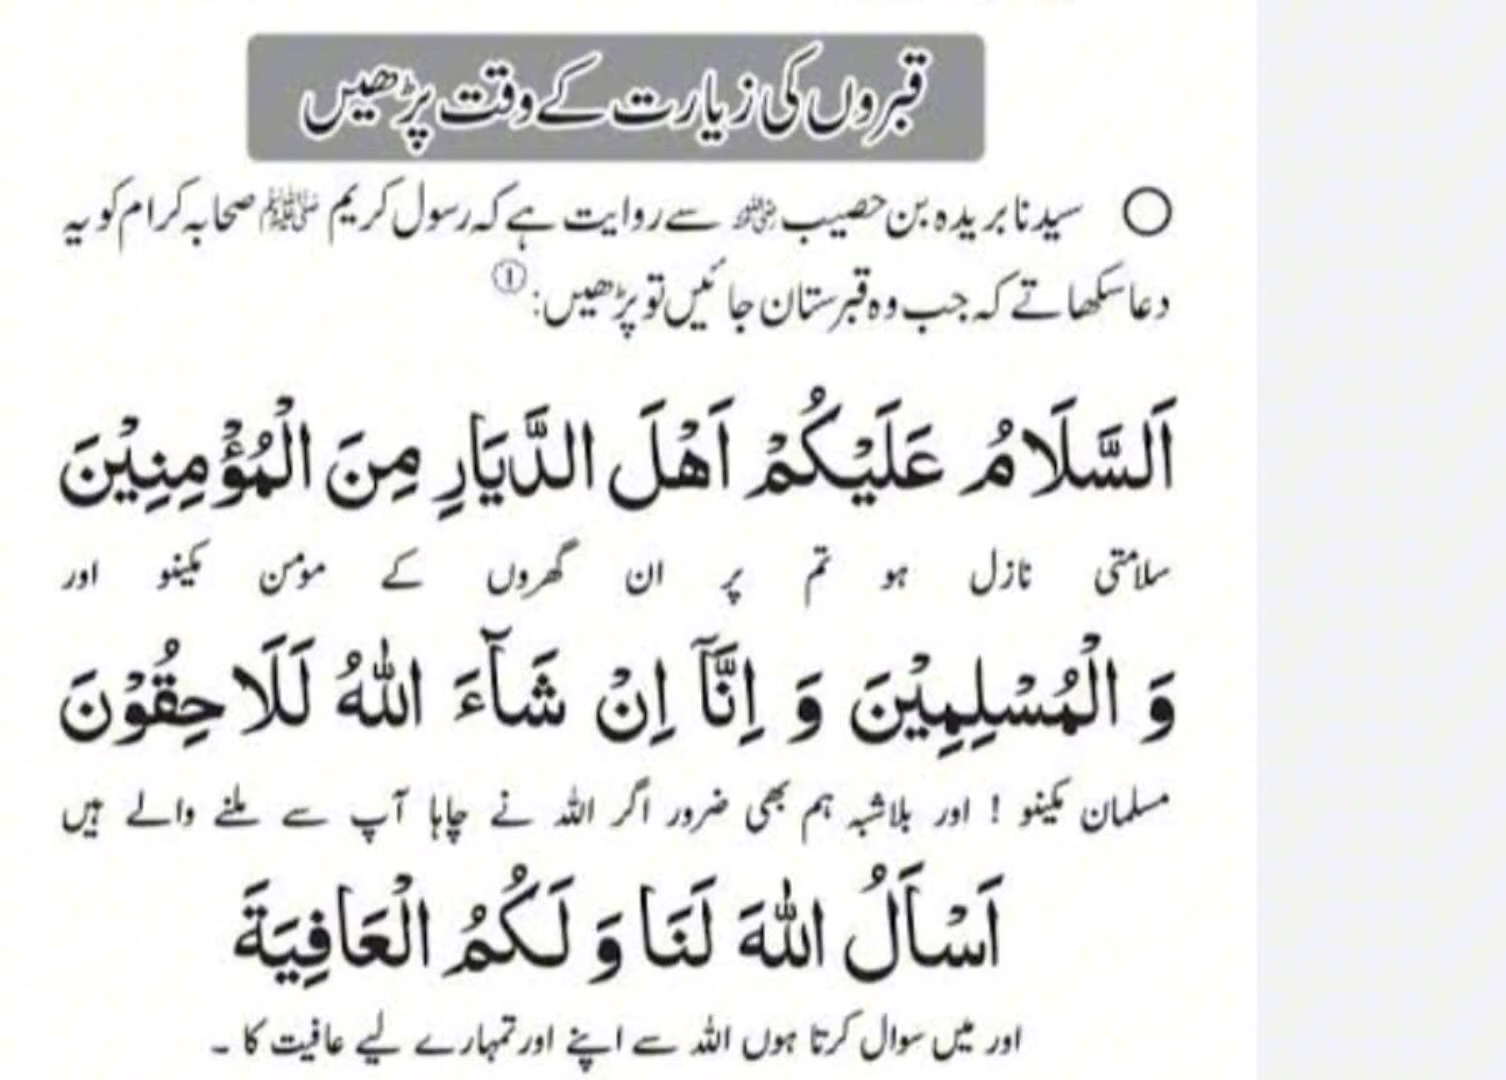 قبروں کی زیارت کے وقت پڑھیں
سیدنا بریدہ بن حصیب رضی اللہ عنہ سے روایت ہے کہ رسول کریم ﷺ صحابہ کرام کو یہ
دعا سکھاتے کہ جب وہ قبرستان جائیں تو پڑھیں: ①
اَلسَّلَامُ عَلَيْكُمْ اَهْلَ الدَّيَارِ مِنَ الْمُؤْمِنِيْنَ
سلامتی نازل ہو تم پر ان گھروں کے مومن مکینو اور
وَ الْمُسْلِمِيْنَ وَ اِنَّآ اِنْ شَآءَ اللّٰهُ لَلَاحِقُوْنَ
مسلمان مکینو ! اور بلاشبہ ہم بھی ضرور اگر اللہ نے چاہا آپ سے ملنے والے ہیں
اَسْاَلُ اللّٰهَ لَنَا وَ لَكُمُ الْعَافِيَةَ
اور میں سوال کرتا ہوں اللہ سے اپنے اور تمہارے لیے عافیت کا ۔